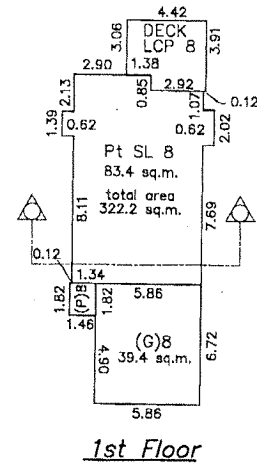 4.42
3.06
DECK
LCP 8
3.91
2.90
1.38
0.85
2.92
2.13
1.07
0.12
1.39
0.62
0.62
2.02
Pt SL 8
83.4 sq.m.
total area
322.2 sq.m.
8.11
7.69
0.12
1.34
1.82
(P)8
1.82
5.86
1.46
(G)8
39.4 sq.m.
4.90
6.72
5.86
1st Floor